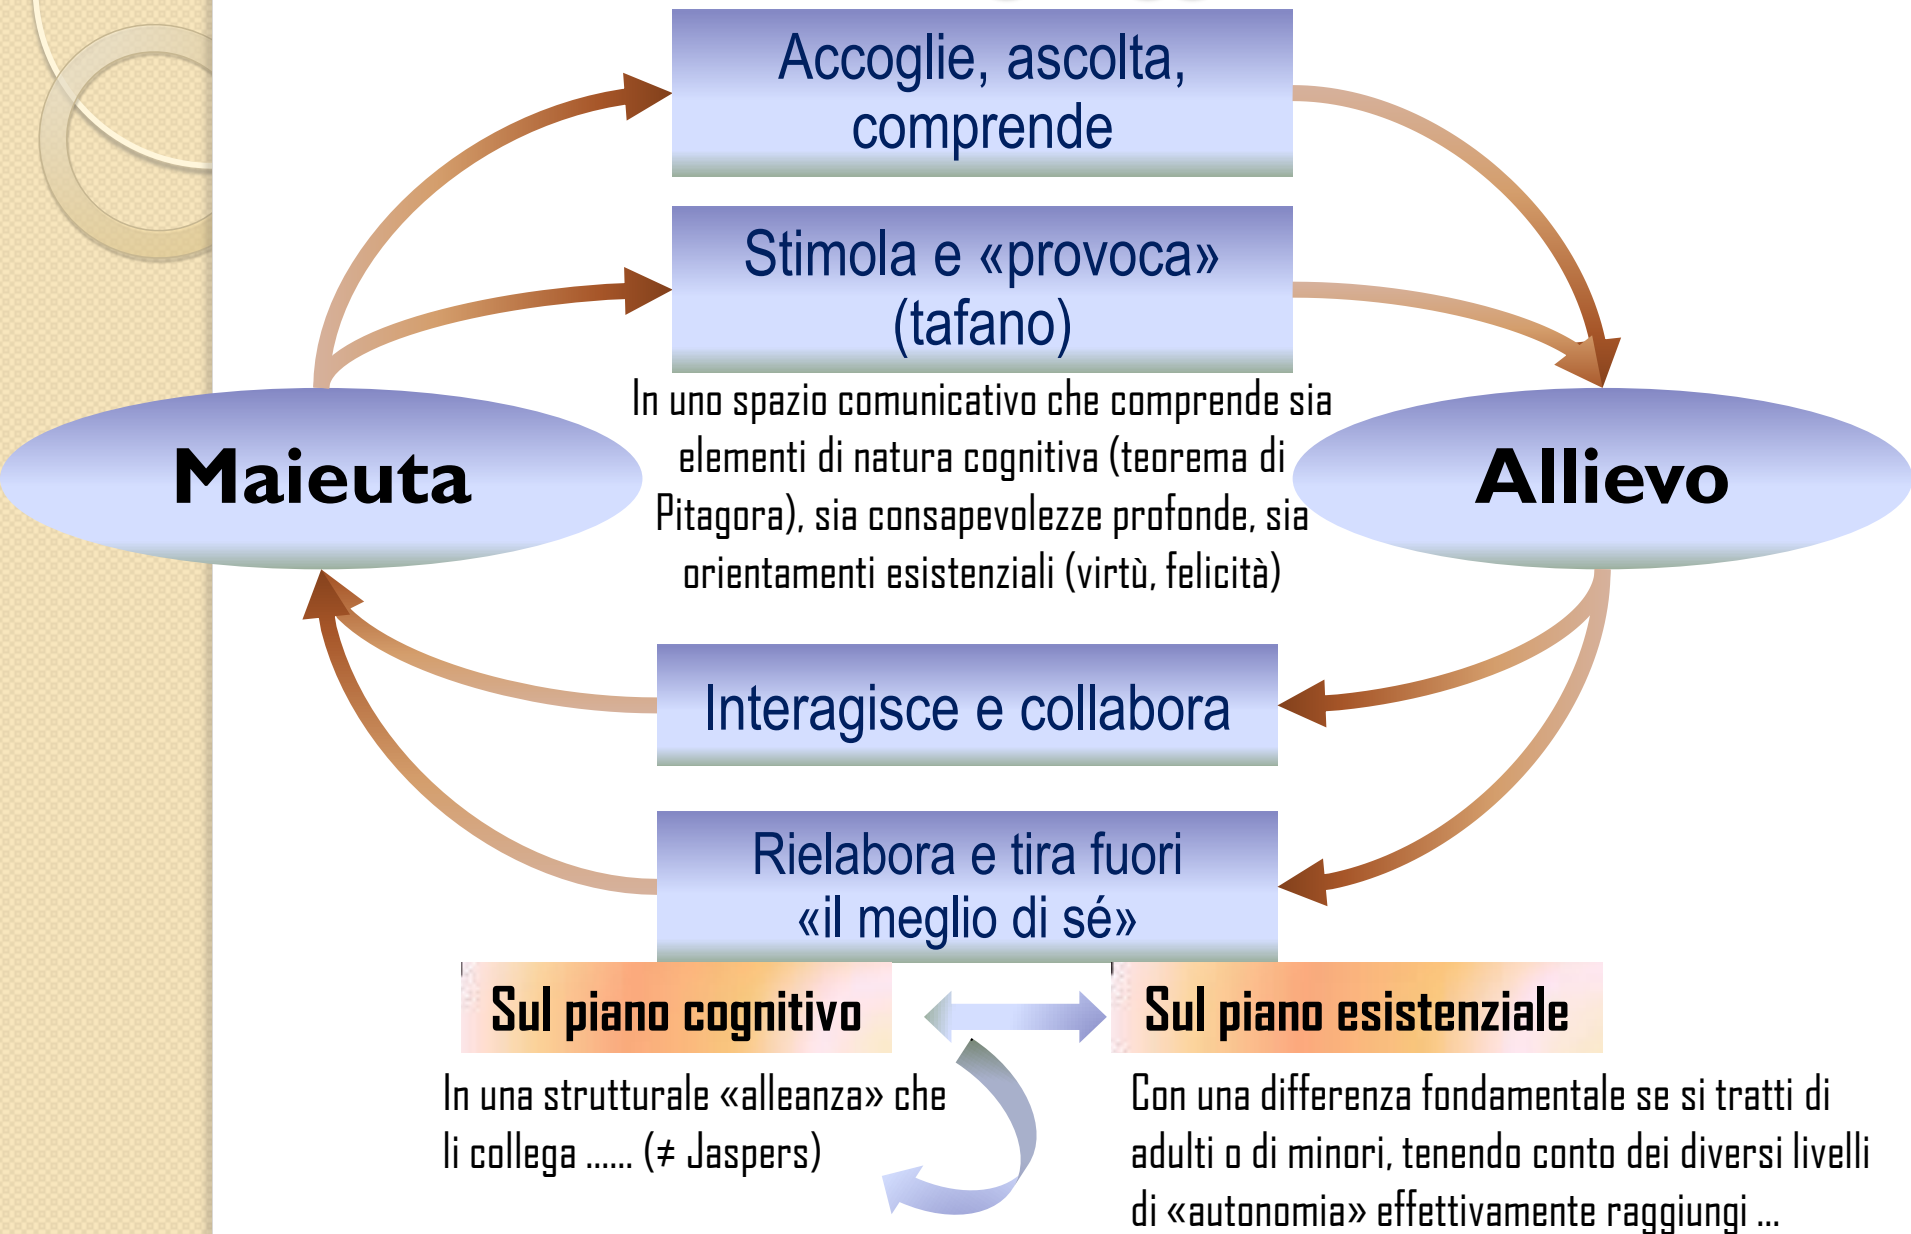 Accoglie, ascolta,
comprende
Stimola e «provoca»
(tafano)
Maieuta
In uno spazio comunicativo che comprende sia
elementi di natura cognitiva (teorema di
Pitagora), sia consapevolezze profonde, sia
orientamenti esistenziali (virtù, felicità)
Allievo
Interagisce e collabora
Rielabora e tira fuori
«il meglio di sé»
Sul piano cognitivo
Sul piano esistenziale
In una strutturale «alleanza» che
li collega ...... (≠ Jaspers)
Con una differenza fondamentale se si tratti di
adulti o di minori, tenendo conto dei diversi livelli
di «autonomia» effettivamente raggiungi ...